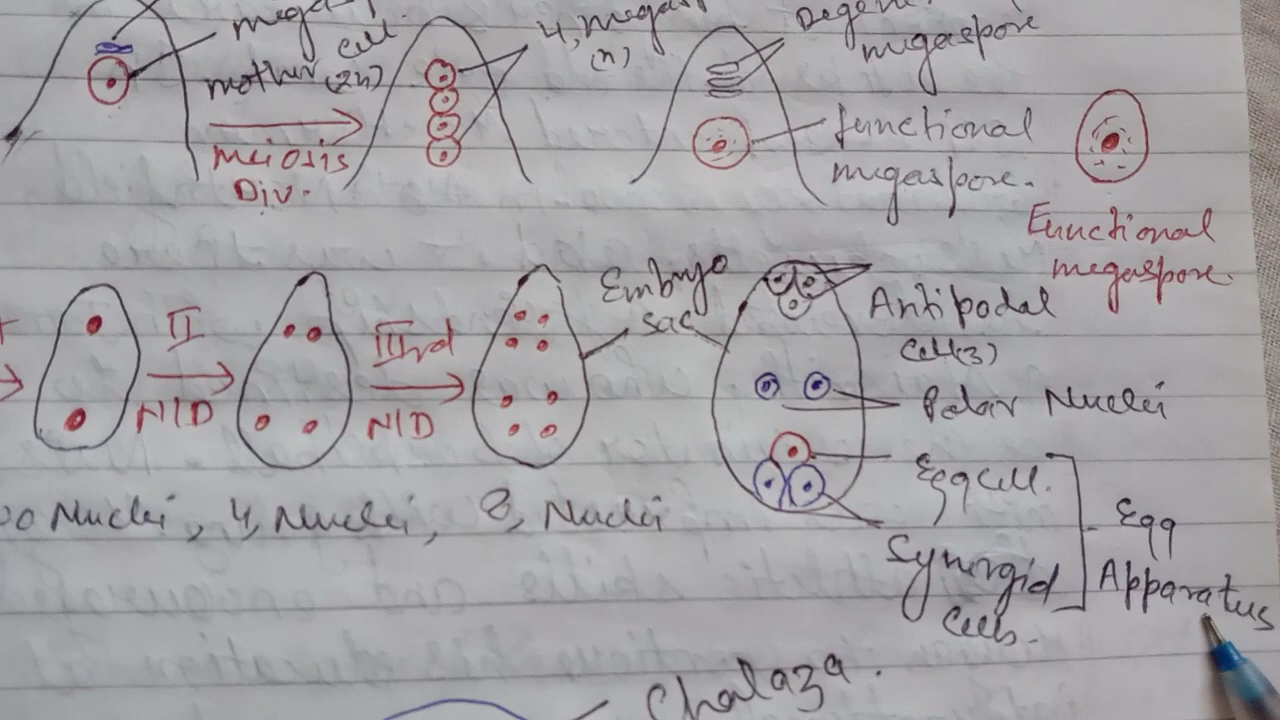 cell
mother (2n)
meiosis
Div.
4,
(n)
megaspore
functional
megaspore.
Functional
megaspore.
II
N|D
IIIrd
N|D
Embryo
sac
Antipodal
Cell(3)
Polar Nuclei
Egg cell.
Synergid
Cells.
Egg
Apparatus
Nuclei, 4, Nuclei, 8, Nuclei
Chalaza.